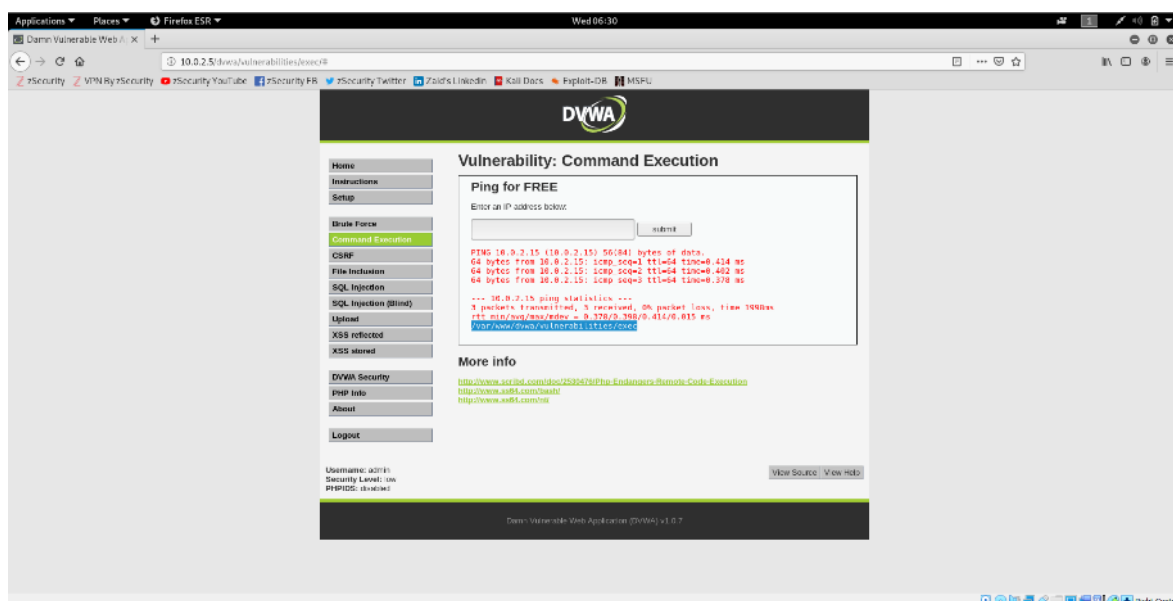 Applications Places Firefox ESR Wed 06:30 1
Damn Vulnerable Web A × +
10.0.2.5/dvwa/vulnerabilities/exec/#
zSecurity VPN By zSecurity zSecurity YouTube zSecurity FB zSecurity Twitter Zaid's Linkedin Kali Docs Exploit-DB MSFU
DVWA
Home
Instructions
Setup
Brute Force
Command Execution
CSRF
File Inclusion
SQL Injection
SQL Injection (Blind)
Upload
XSS reflected
XSS stored
DVWA Security
PHP Info
About
Logout
Vulnerability: Command Execution
Ping for FREE
Enter an IP address below:
submit
PING 10.0.2.15 (10.0.2.15) 56(84) bytes of data.
64 bytes from 10.0.2.15: icmp_seq=1 ttl=64 time=0.414 ms
64 bytes from 10.0.2.15: icmp_seq=2 ttl=64 time=0.402 ms
64 bytes from 10.0.2.15: icmp_seq=3 ttl=64 time=0.378 ms
--- 10.0.2.15 ping statistics ---
3 packets transmitted, 3 received, 0% packet loss, time 1998ms
rtt min/avg/max/mdev = 0.378/0.398/0.414/0.015 ms
/var/www/dvwa/vulnerabilities/exec
More info
http://www.scribd.com/doc/2530476/Php-Endangers-Remote-Code-Execution
http://www.ss64.com/bash/
http://www.ss64.com/nt/
Username: admin
Security Level: low
PHPIDS: disabled
View Source View Help
Damn Vulnerable Web Application (DVWA) v1.0.7